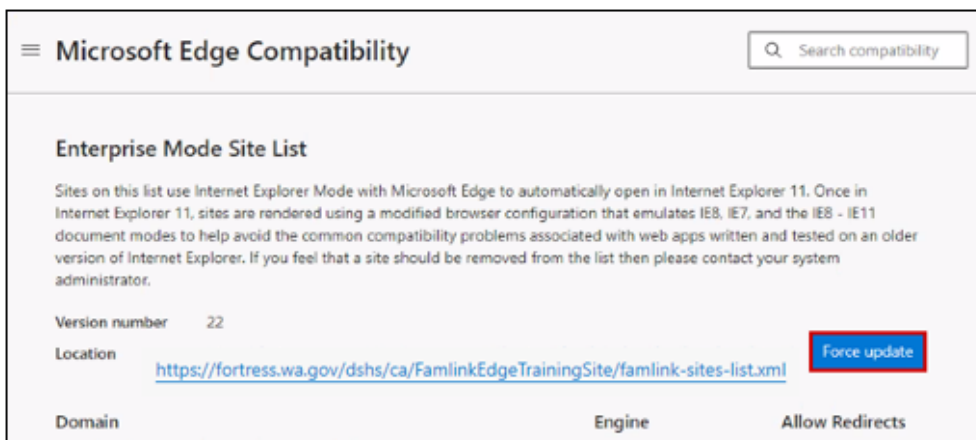 Microsoft Edge Compatibility
Search compatibility
Enterprise Mode Site List
Sites on this list use Internet Explorer Mode with Microsoft Edge to automatically open in Internet Explorer 11. Once in
Internet Explorer 11, sites are rendered using a modified browser configuration that emulates IE8, IE7, and the IE8 - IE11
document modes to help avoid the common compatibility problems associated with web apps written and tested on an older
version of Internet Explorer. If you feel that a site should be removed from the list then please contact your system
administrator.
Version number 22
Location
Force update
https://fortress.wa.gov/dshs/ca/FamlinkEdgeTrainingSite/famlink-sites-list.xml
Domain Engine Allow Redirects